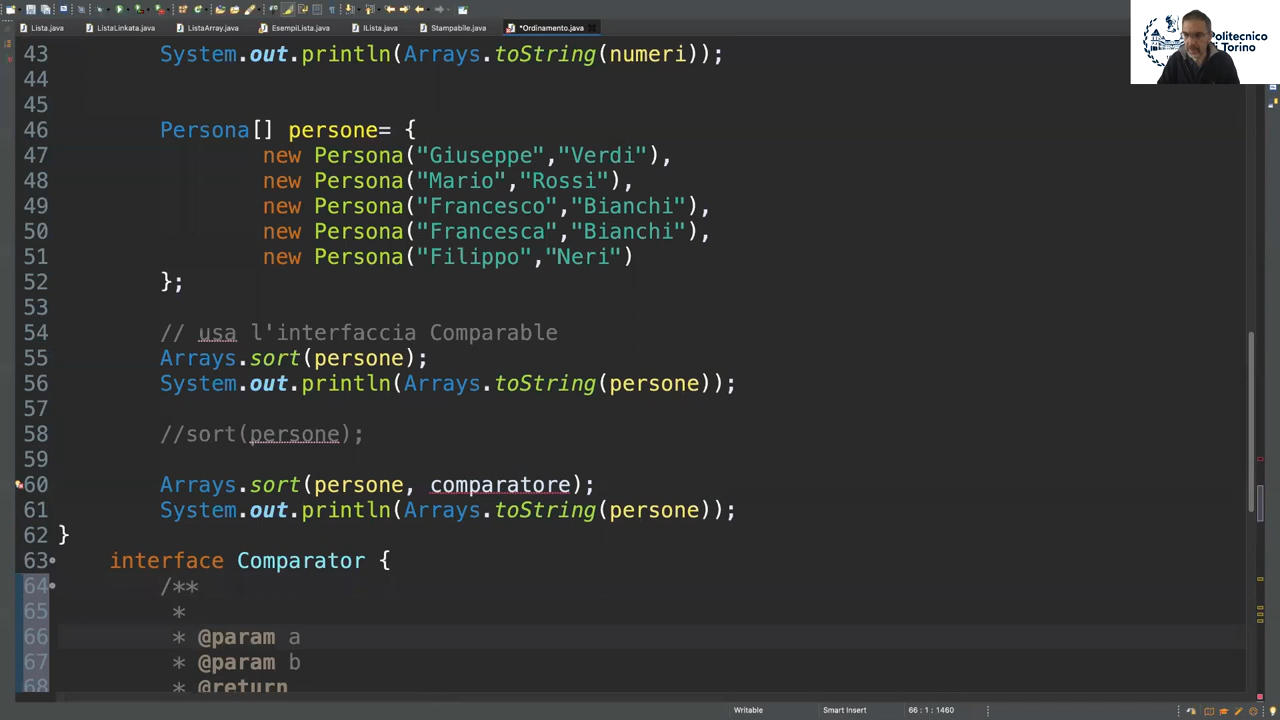 Lista.java ListaLinkata.java ListaArray.java EsempiLista.java IListа.java Stampabile.java *Ordinamento.java
Politecnico
di Torino
43 System.out.println(Arrays.toString(numeri));
44
45
46 Persona[] persone= {
47 new Persona("Giuseppe","Verdi"),
48 new Persona("Mario","Rossi"),
49 new Persona("Francesco","Bianchi"),
50 new Persona("Francesca","Bianchi"),
51 new Persona("Filippo","Neri")
52 };
53
54 // usa l'interfaccia Comparable
55 Arrays.sort(persone);
56 System.out.println(Arrays.toString(persone));
57
58 //sort(persone);
59
60 Arrays.sort(persone, comparatore);
61 System.out.println(Arrays.toString(persone));
62 }
63 interface Comparator {
64 /**
65 *
66 * @param a
67 * @param b
68 * @return
Writable Smart Insert 66 : 1 : 1460